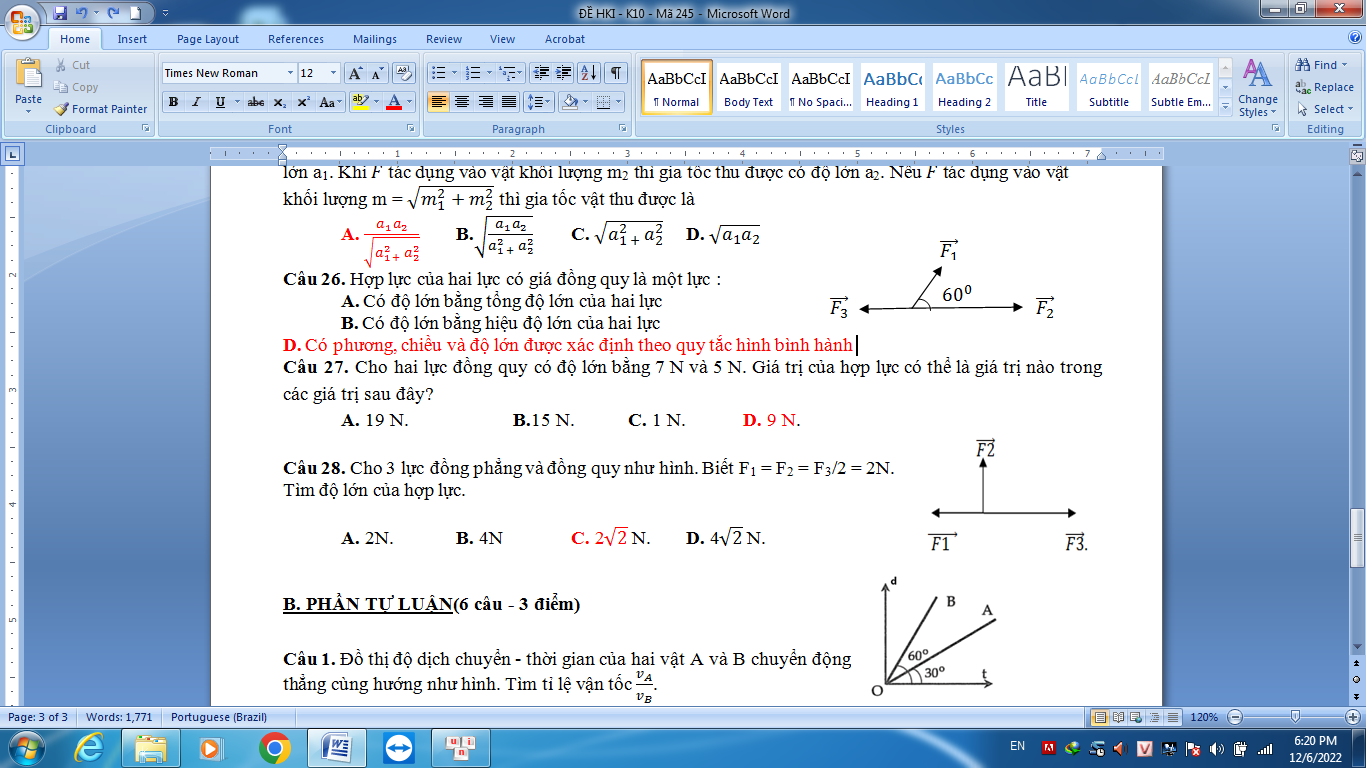 ĐỀ HKI - K10 - Mã 245 - Microsoft Word
Home Insert Page Layout References Mailings Review View Acrobat
Paste
Cut
Copy
Format Painter
Clipboard
Times New Roman 12
B I U abc x₂ x² Aa
Font
Paragraph
AaBbCcI AaBbCcI AaBbCcI AaBbCc AaBbCc AaBl AaBbCcL AaBbCcI
¶ Normal Body Text ¶ No Spaci... Heading 1 Heading 2 Title Subtitle Subtle Em...
Change Styles
Styles
Find
Replace
Select
Editing
1 2 3 4 5 6 7
lớn a₁. Khi F tác dụng vào vật khối lượng m₂ thì gia tốc thu được có độ lớn a₂. Nếu F tác dụng vào vật
khối lượng m = √(m₁² + m₂²) thì gia tốc vật thu được là
A. a₁a₂/√(a₁²+ a₂²) B. √(a₁a₂/(a₁²+ a₂²)) C. √(a₁²+ a₂²) D. √(a₁a₂)
Câu 26. Hợp lực của hai lực có giá đồng quy là một lực :
A. Có độ lớn bằng tổng độ lớn của hai lực
B. Có độ lớn bằng hiệu độ lớn của hai lực
D. Có phương, chiều và độ lớn được xác định theo quy tắc hình bình hành
F₁
60⁰
F₃ F₂
Câu 27. Cho hai lực đồng quy có độ lớn bằng 7 N và 5 N. Giá trị của hợp lực có thể là giá trị nào trong
các giá trị sau đây?
A. 19 N. B.15 N. C. 1 N. D. 9 N.
Câu 28. Cho 3 lực đồng phẳng và đồng quy như hình. Biết F₁ = F₂ = F₃/2 = 2N.
Tìm độ lớn của hợp lực.
A. 2N. B. 4N C. 2√2 N. D. 4√2 N.
F2
F1 F3.
B. PHẦN TỰ LUẬN(6 câu - 3 điểm)
Câu 1. Đồ thị độ dịch chuyển - thời gian của hai vật A và B chuyển động
thẳng cùng hướng như hình. Tìm tỉ lệ vận tốc v_A/v_B.
d
B A
60°
30°
O t
Page: 3 of 3 Words: 1,771 Portuguese (Brazil) 120%
EN
6:20 PM
12/6/2022